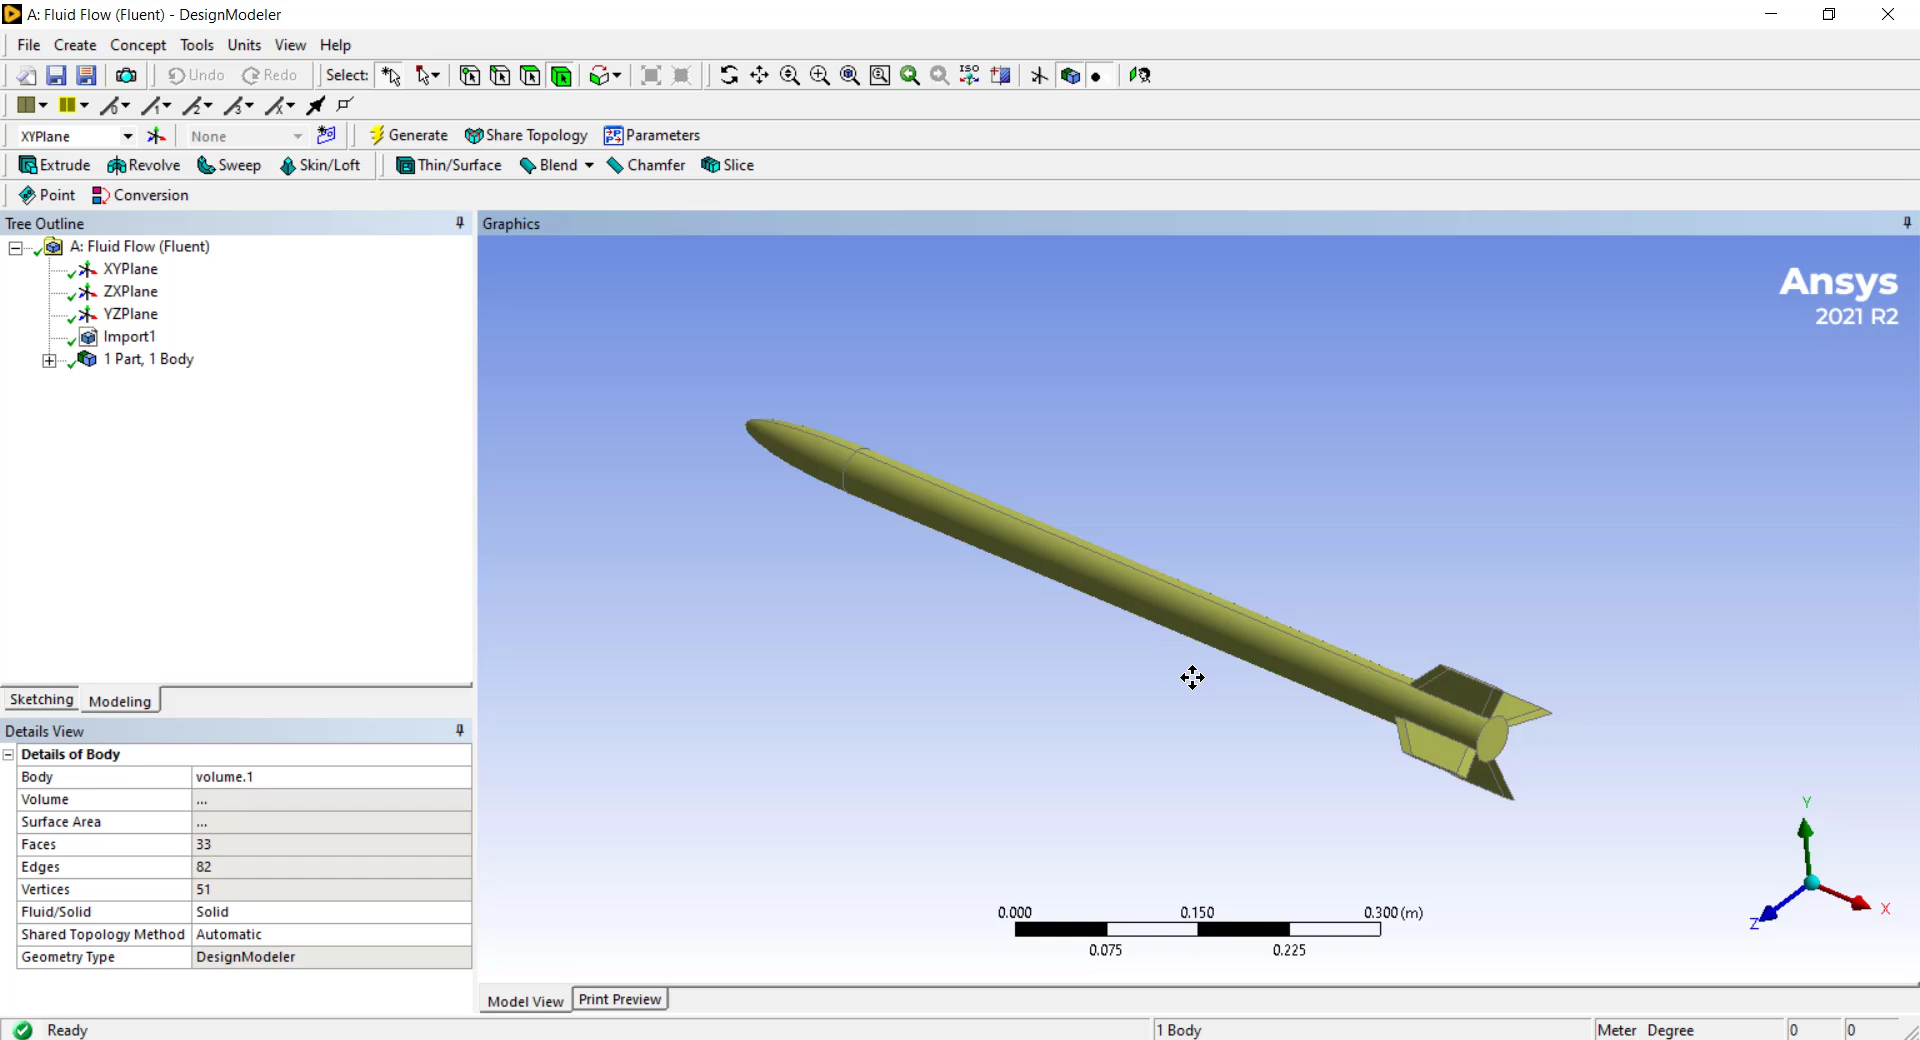 A: Fluid Flow (Fluent) - DesignModeler
File Create Concept Tools Units View Help
Undo Redo Select: ISO
XYPlane None Generate Share Topology Parameters
Extrude Revolve Sweep Skin/Loft Thin/Surface Blend Chamfer Slice
Point Conversion
Tree Outline
A: Fluid Flow (Fluent)
XYPlane
ZXPlane
YZPlane
Import1
1 Part, 1 Body
Sketching Modeling
Details View
Details of Body
Body volume.1
Volume ...
Surface Area ...
Faces 33
Edges 82
Vertices 51
Fluid/Solid Solid
Shared Topology Method Automatic
Geometry Type DesignModeler
Graphics
Ansys
2021 R2
Y
X
Z
0.000 0.150 0.300 (m)
0.075 0.225
Model View Print Preview
Ready 1 Body Meter Degree 0 0